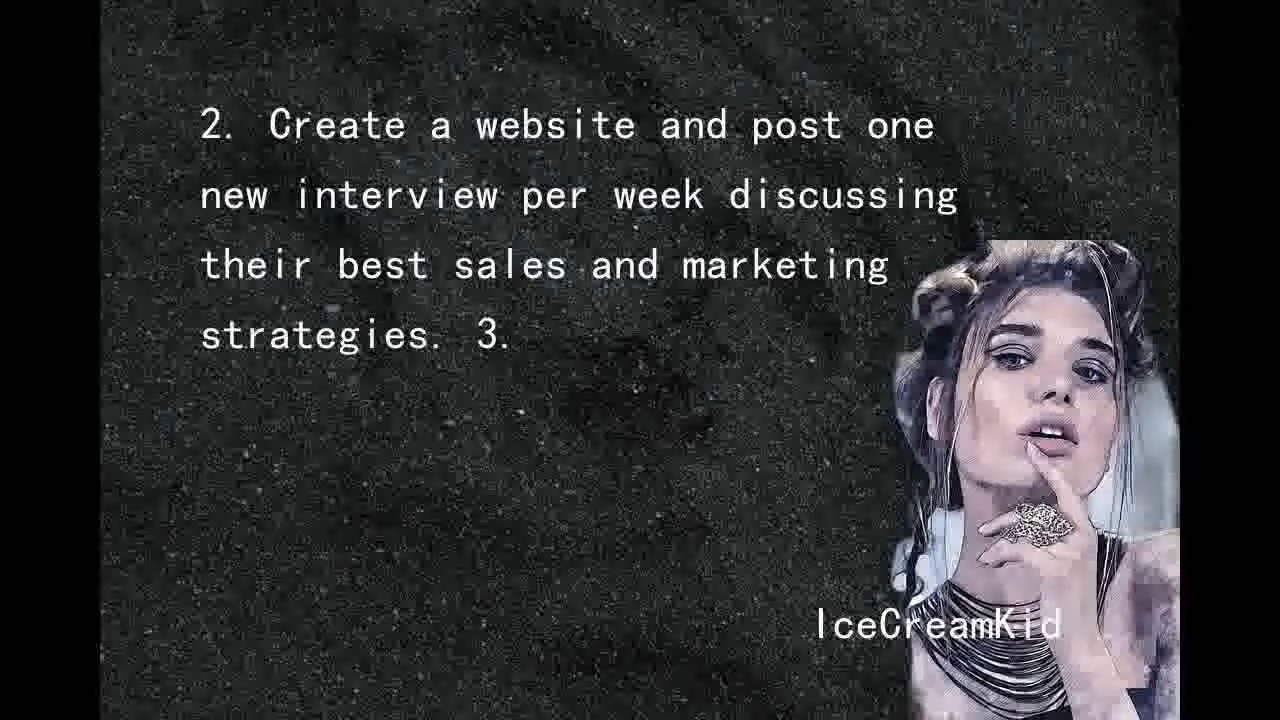 2. Create a website and post one
new interview per week discussing
their best sales and marketing
strategies. 3.
IceCreamKid